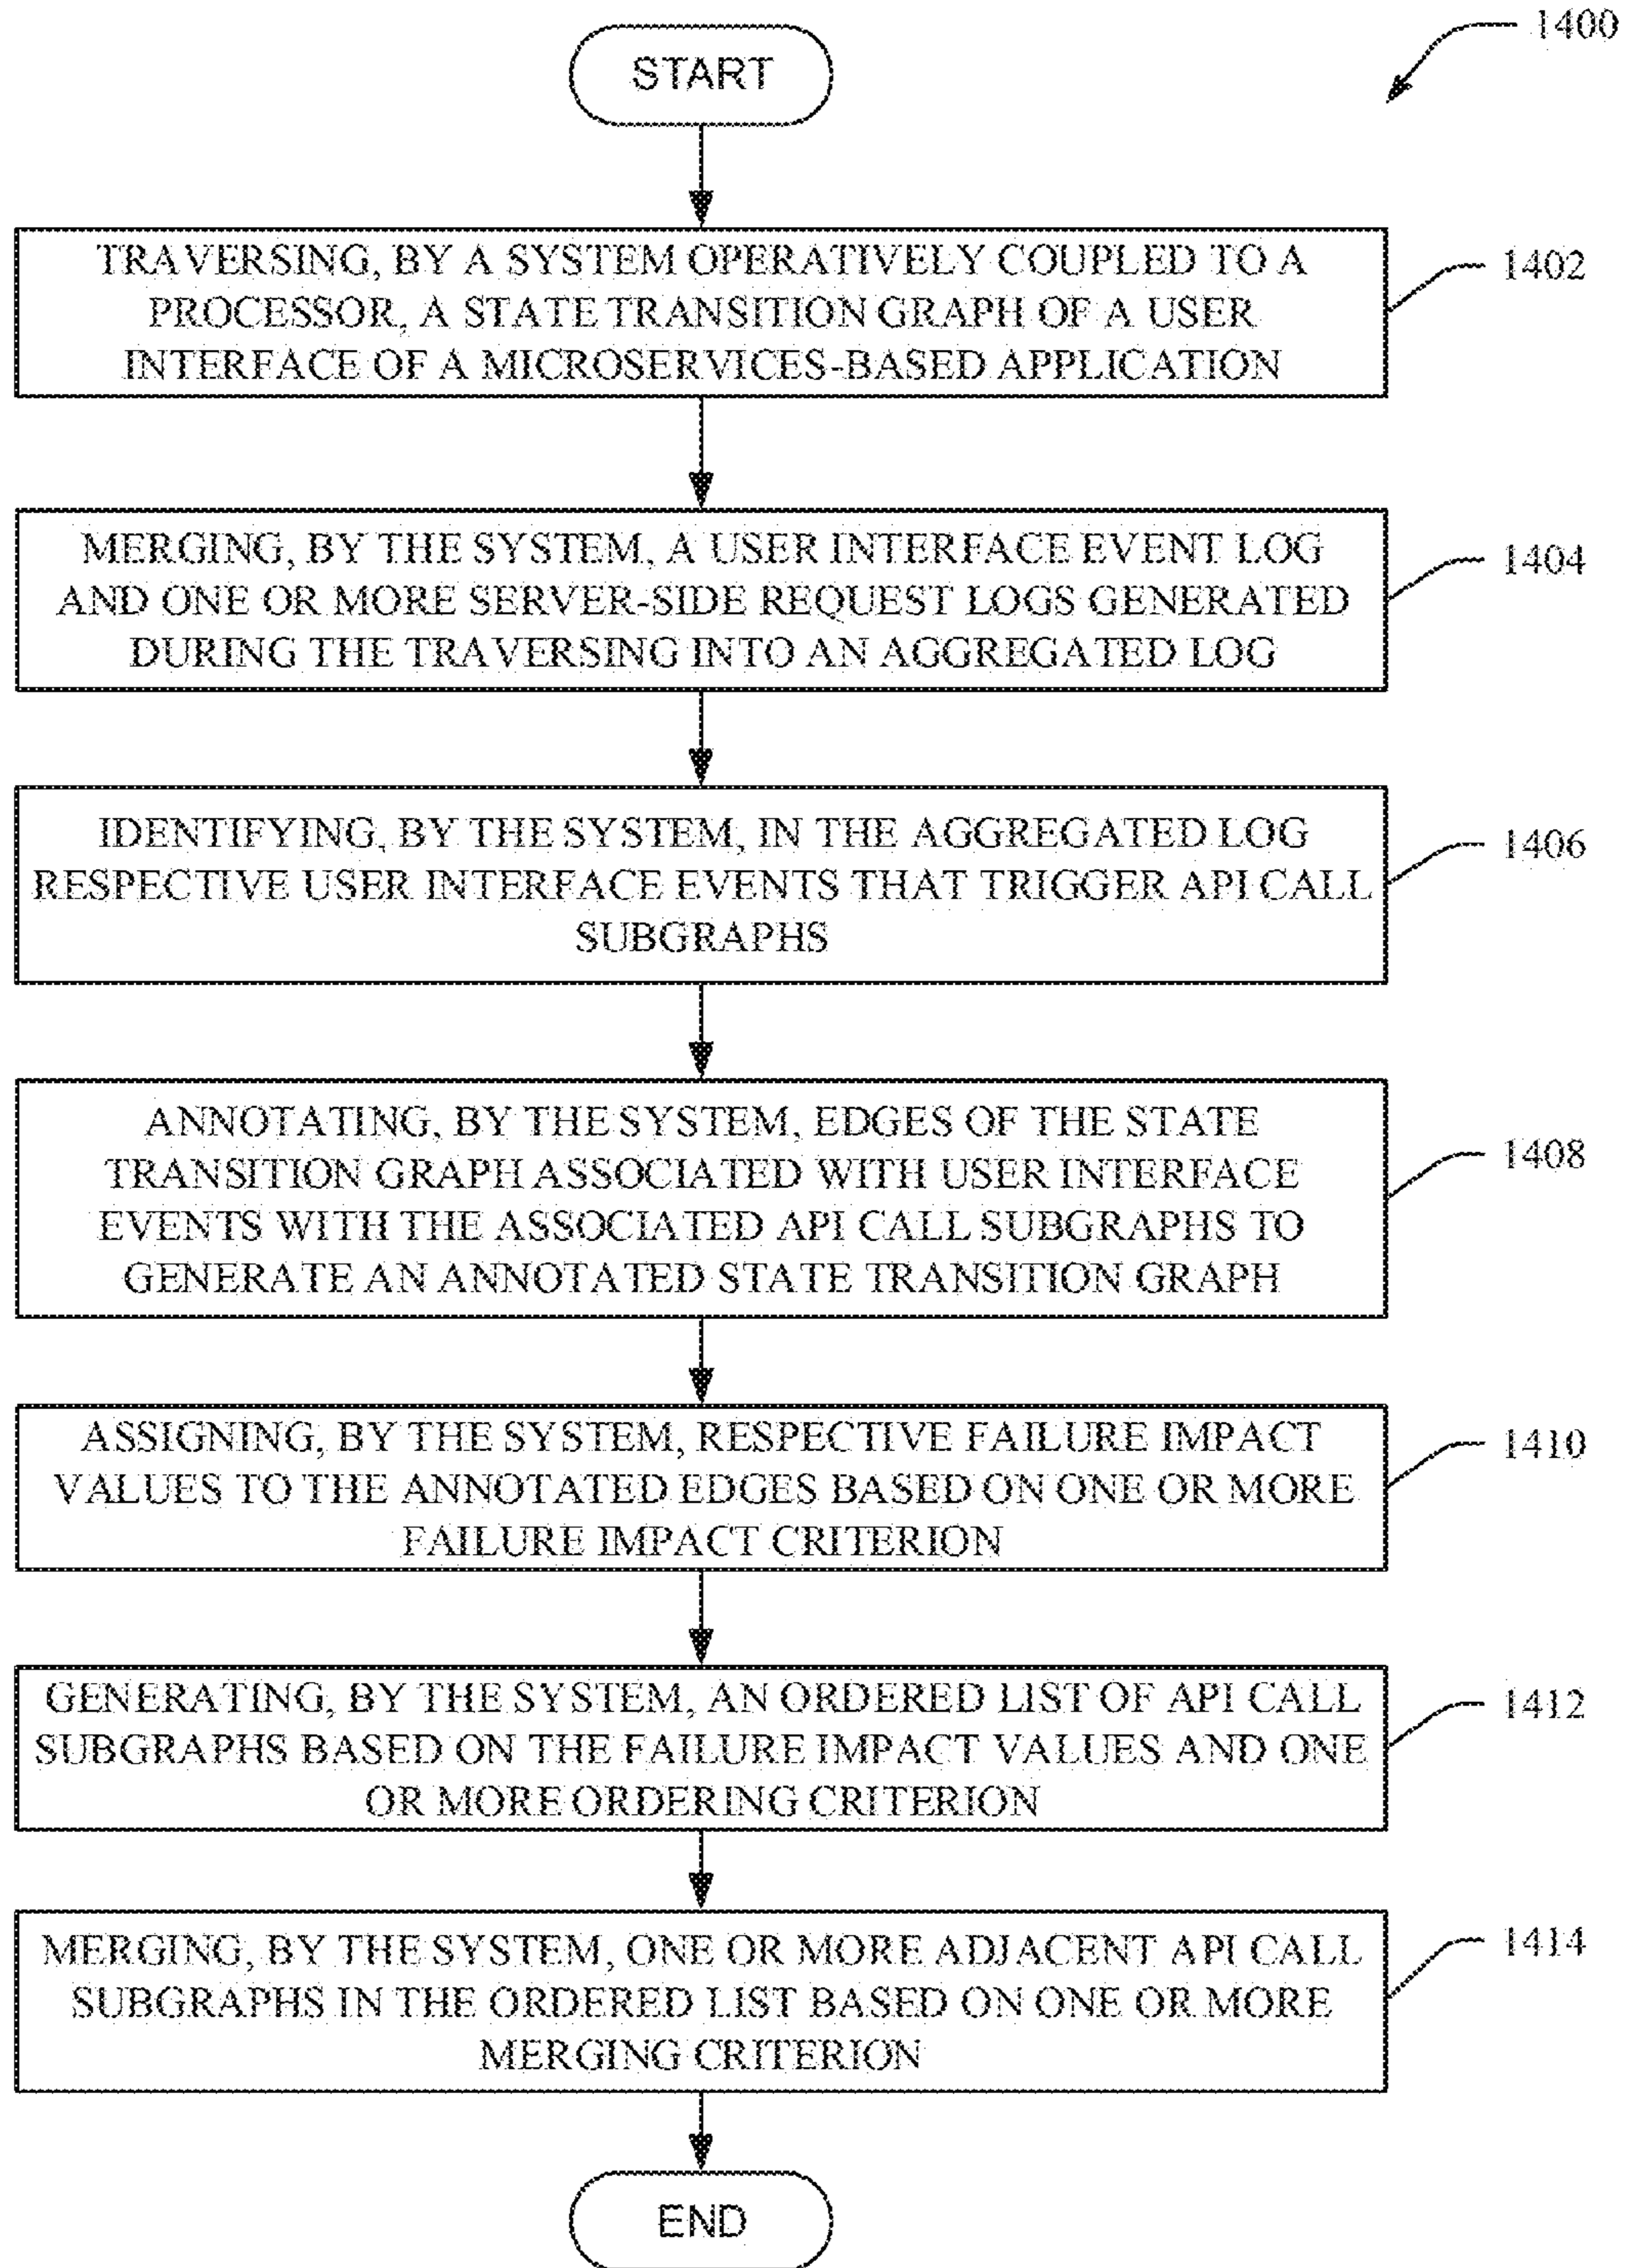 1400
START
TRAVERSING, BY A SYSTEM OPERATIVELY COUPLED TO A
PROCESSOR, A STATE TRANSITION GRAPH OF A USER
INTERFACE OF A MICROSERVICES-BASED APPLICATION
1402
MERGING, BY THE SYSTEM, A USER INTERFACE EVENT LOG
AND ONE OR MORE SERVER-SIDE REQUEST LOGS GENERATED
DURING THE TRAVERSING INTO AN AGGREGATED LOG
1404
IDENTIFYING, BY THE SYSTEM, IN THE AGGREGATED LOG
RESPECTIVE USER INTERFACE EVENTS THAT TRIGGER API CALL
SUBGRAPHS
1406
ANNOTATING, BY THE SYSTEM, EDGES OF THE STATE
TRANSITION GRAPH ASSOCIATED WITH USER INTERFACE
EVENTS WITH THE ASSOCIATED API CALL SUBGRAPHS TO
GENERATE AN ANNOTATED STATE TRANSITION GRAPH
1408
ASSIGNING, BY THE SYSTEM, RESPECTIVE FAILURE IMPACT
VALUES TO THE ANNOTATED EDGES BASED ON ONE OR MORE
FAILURE IMPACT CRITERION
1410
GENERATING, BY THE SYSTEM, AN ORDERED LIST OF API CALL
SUBGRAPHS BASED ON THE FAILURE IMPACT VALUES AND ONE
OR MORE ORDERING CRITERION
1412
MERGING, BY THE SYSTEM, ONE OR MORE ADJACENT API CALL
SUBGRAPHS IN THE ORDERED LIST BASED ON ONE OR MORE
MERGING CRITERION
1414
END